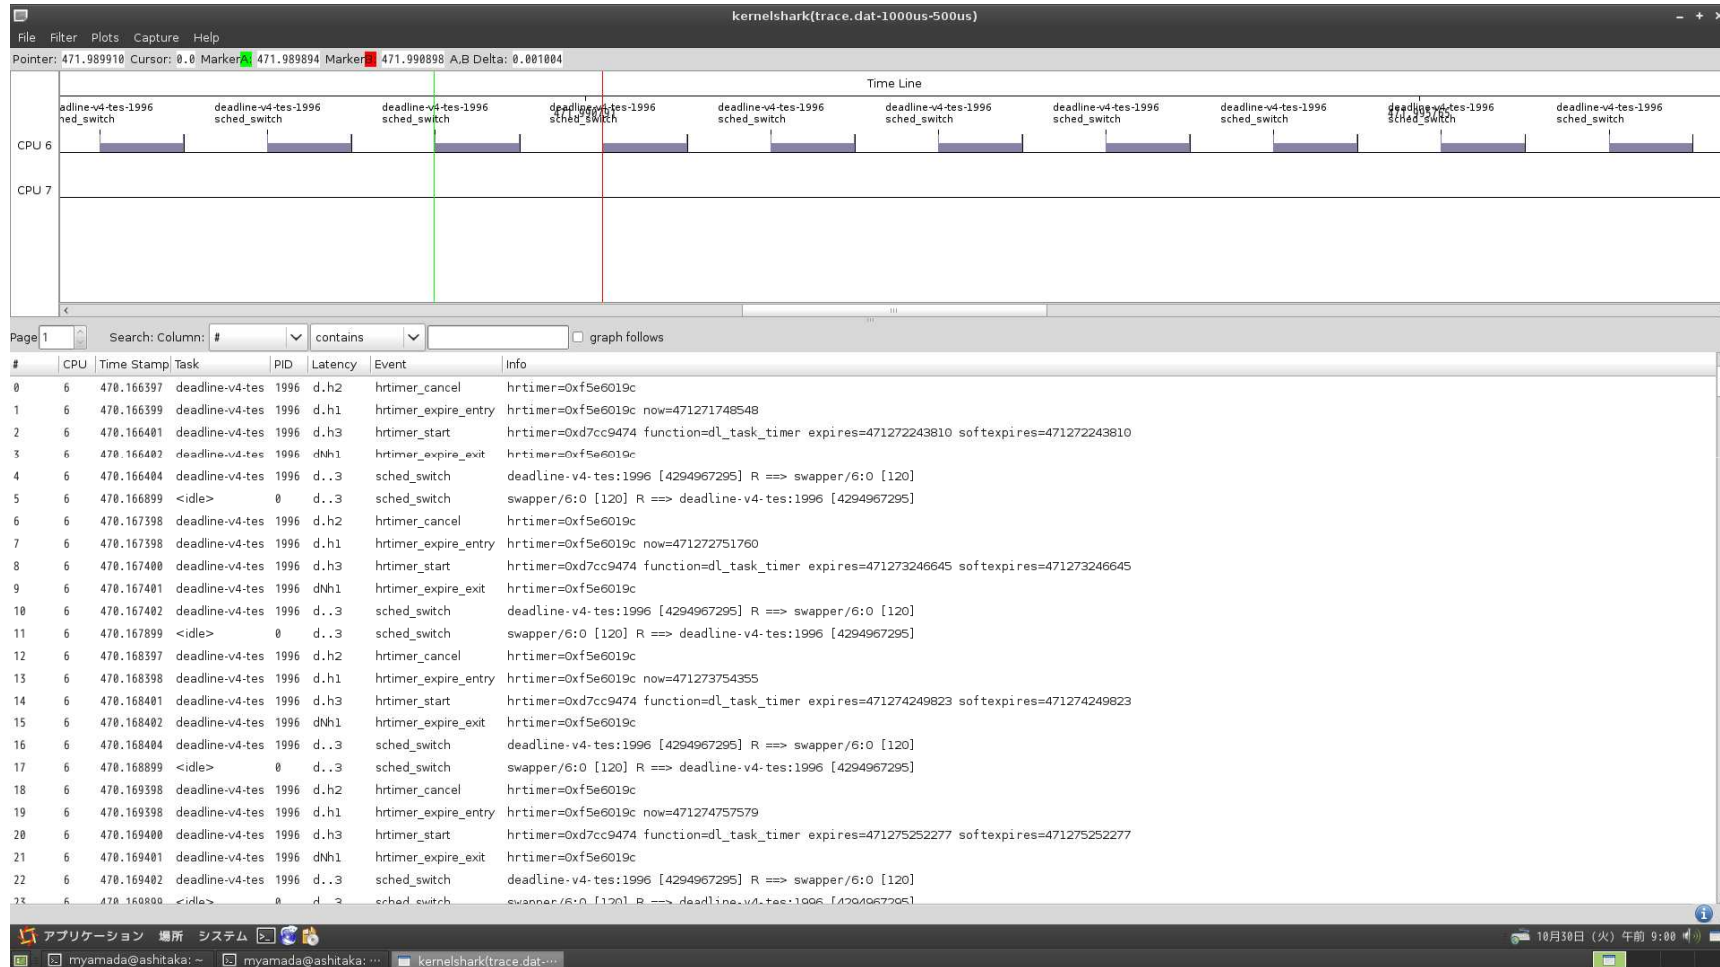 kernelshark(trace.dat-1000us-500us)
File Filter Plots Capture Help
Pointer: 471.989910 Cursor: 0.0 MarkerA: 471.989894 MarkerB: 471.990898 A,B Delta: 0.001004
Time Line
adline-v4-tes-1996 deadline-v4-tes-1996 deadline-v4-tes-1996 deadline-v4-tes-1996 deadline-v4-tes-1996 deadline-v4-tes-1996 deadline-v4-tes-1996 deadline-v4-tes-1996 deadline-v4-tes-1996 deadline-v4-tes-1996
hed_switch sched_switch sched_switch sched_switch sched_switch sched_switch sched_switch sched_switch sched_switch sched_switch
CPU 6
CPU 7
Page 1 Search: Column: # contains graph follows
# CPU Time Stamp Task PID Latency Event Info
0 6 470.166397 deadline-v4-tes 1996 d.h2 hrtimer_cancel hrtimer=0xf5e6019c
1 6 470.166399 deadline-v4-tes 1996 d.h1 hrtimer_expire_entry hrtimer=0xf5e6019c now=471271748548
2 6 470.166401 deadline-v4-tes 1996 d.h3 hrtimer_start hrtimer=0xd7cc9474 function=dl_task_timer expires=471272243810 softexpires=471272243810
3 6 470.166402 deadline-v4-tes 1996 dNh1 hrtimer_expire_exit hrtimer=0xf5e6019c
4 6 470.166404 deadline-v4-tes 1996 d..3 sched_switch deadline-v4-tes:1996 [4294967295] R ==> swapper/6:0 [120]
5 6 470.166899 <idle> 0 d..3 sched_switch swapper/6:0 [120] R ==> deadline-v4-tes:1996 [4294967295]
6 6 470.167398 deadline-v4-tes 1996 d.h2 hrtimer_cancel hrtimer=0xf5e6019c
7 6 470.167398 deadline-v4-tes 1996 d.h1 hrtimer_expire_entry hrtimer=0xf5e6019c now=471272751760
8 6 470.167400 deadline-v4-tes 1996 d.h3 hrtimer_start hrtimer=0xd7cc9474 function=dl_task_timer expires=471273246645 softexpires=471273246645
9 6 470.167401 deadline-v4-tes 1996 dNh1 hrtimer_expire_exit hrtimer=0xf5e6019c
10 6 470.167402 deadline-v4-tes 1996 d..3 sched_switch deadline-v4-tes:1996 [4294967295] R ==> swapper/6:0 [120]
11 6 470.167899 <idle> 0 d..3 sched_switch swapper/6:0 [120] R ==> deadline-v4-tes:1996 [4294967295]
12 6 470.168397 deadline-v4-tes 1996 d.h2 hrtimer_cancel hrtimer=0xf5e6019c
13 6 470.168398 deadline-v4-tes 1996 d.h1 hrtimer_expire_entry hrtimer=0xf5e6019c now=471273754355
14 6 470.168401 deadline-v4-tes 1996 d.h3 hrtimer_start hrtimer=0xd7cc9474 function=dl_task_timer expires=471274249823 softexpires=471274249823
15 6 470.168402 deadline-v4-tes 1996 dNh1 hrtimer_expire_exit hrtimer=0xf5e6019c
16 6 470.168404 deadline-v4-tes 1996 d..3 sched_switch deadline-v4-tes:1996 [4294967295] R ==> swapper/6:0 [120]
17 6 470.168899 <idle> 0 d..3 sched_switch swapper/6:0 [120] R ==> deadline-v4-tes:1996 [4294967295]
18 6 470.169398 deadline-v4-tes 1996 d.h2 hrtimer_cancel hrtimer=0xf5e6019c
19 6 470.169398 deadline-v4-tes 1996 d.h1 hrtimer_expire_entry hrtimer=0xf5e6019c now=471274757579
20 6 470.169400 deadline-v4-tes 1996 d.h3 hrtimer_start hrtimer=0xd7cc9474 function=dl_task_timer expires=471275252277 softexpires=471275252277
21 6 470.169401 deadline-v4-tes 1996 dNh1 hrtimer_expire_exit hrtimer=0xf5e6019c
22 6 470.169402 deadline-v4-tes 1996 d..3 sched_switch deadline-v4-tes:1996 [4294967295] R ==> swapper/6:0 [120]
23 6 470.169899 <idle> 0 d..3 sched_switch swapper/6:0 [120] R ==> deadline-v4-tes:1996 [4294967295]
アプリケーション 場所 システム 10月30日 (火) 午前 9:00
myamada@ashitaka: ~ myamada@ashitaka: ⋯ kernelshark(trace.dat-⋯